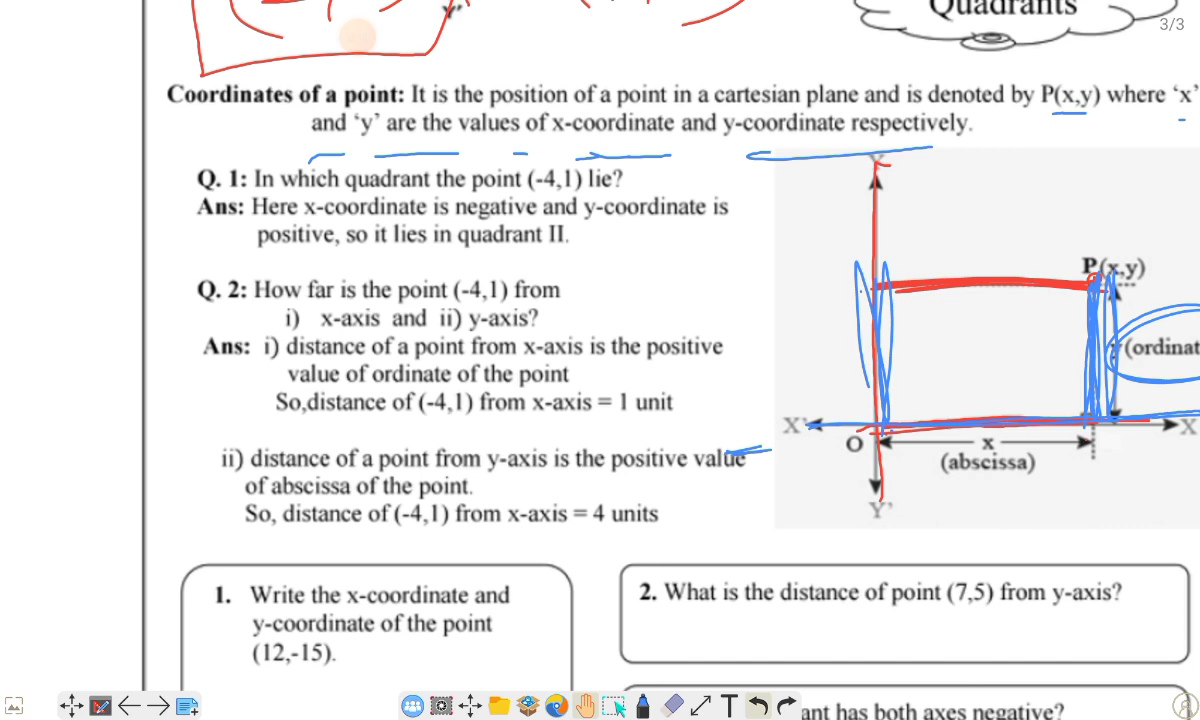 Quadrants
3/3
Coordinates of a point: It is the position of a point in a cartesian plane and is denoted by P(x,y) where ‘x’
and ‘y’ are the values of x-coordinate and y-coordinate respectively.
Q. 1: In which quadrant the point (-4,1) lie?
Ans: Here x-coordinate is negative and y-coordinate is
positive, so it lies in quadrant II.
Q. 2: How far is the point (-4,1) from
i) x-axis and ii) y-axis?
Ans: i) distance of a point from x-axis is the positive
value of ordinate of the point
So,distance of (-4,1) from x-axis = 1 unit
ii) distance of a point from y-axis is the positive value
of abscissa of the point.
So, distance of (-4,1) from x-axis = 4 units
P(x,y)
(ordinat
X’
X
O
x
(abscissa)
Y’
1. Write the x-coordinate and
y-coordinate of the point
(12,-15).
2. What is the distance of point (7,5) from y-axis?
ant has both axes negative?